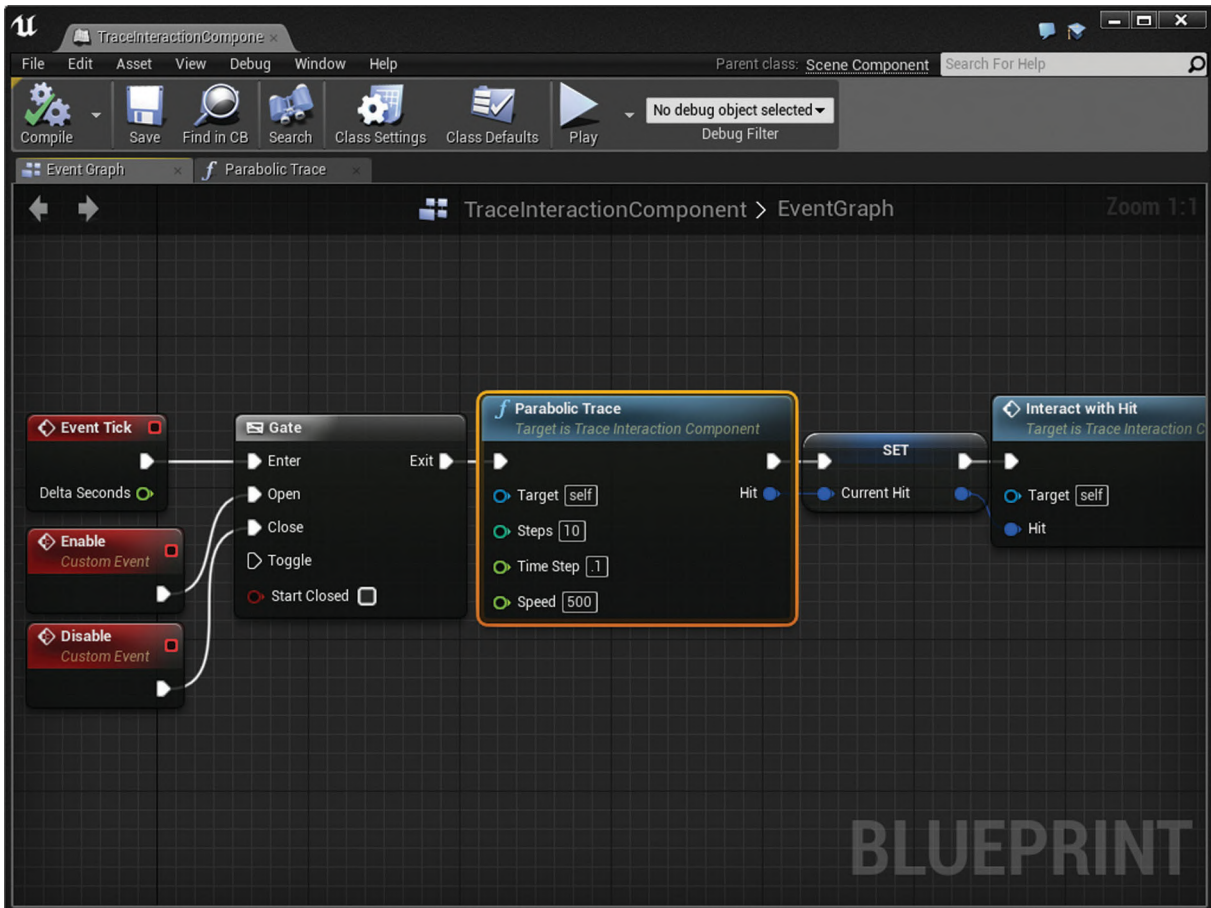 TraceInteractionCompone
File Edit Asset View Debug Window Help
Parent class: Scene Component
Search For Help
Compile Save Find in CB Search Class Settings Class Defaults Play
No debug object selected
Debug Filter
Event Graph
Parabolic Trace
TraceInteractionComponent > EventGraph
Zoom 1:1
Event Tick
Delta Seconds
Enable
Custom Event
Disable
Custom Event
Gate
Enter Exit
Open
Close
Toggle
Start Closed
f Parabolic Trace
Target is Trace Interaction Component
Target self Hit
Steps 10
Time Step .1
Speed 500
SET
Current Hit
Interact with Hit
Target is Trace Interaction C
Target self
Hit
BLUEPRINT